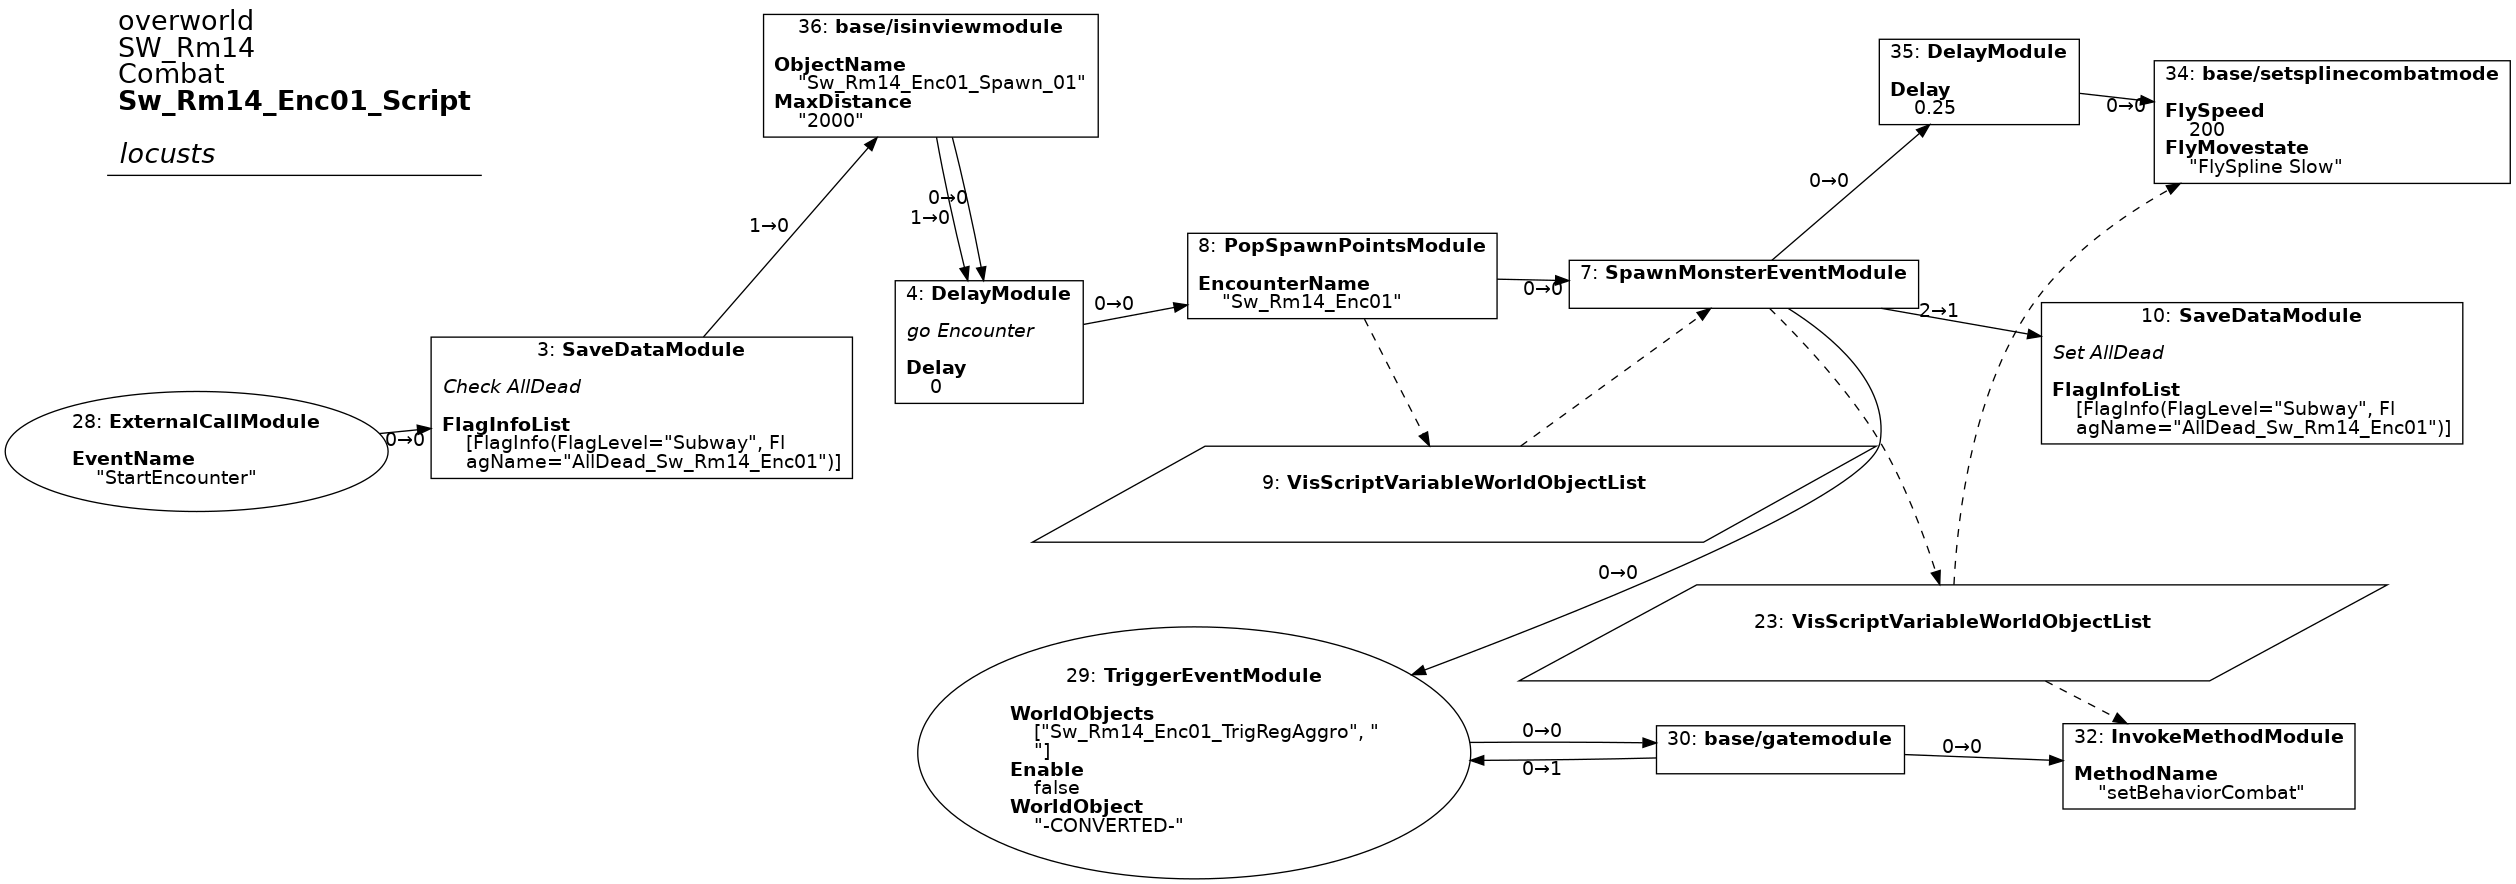 overworld
SW_Rm14
Combat
Sw_Rm14_Enc01_Script
locusts
36: base/isinviewmodule
ObjectName
"Sw_Rm14_Enc01_Spawn_01"
MaxDistance
"2000"
35: DelayModule
Delay
0.25
0→0
34: base/setsplinecombatmode
FlySpeed
200
FlyMovestate
"FlySpline Slow"
1→0
0→0
1→0
0→0
28: ExternalCallModule
EventName
"StartEncounter"
0→0
3: SaveDataModule
Check AllDead
FlagInfoList
[FlagInfo(FlagLevel="Subway", Fl
agName="AllDead_Sw_Rm14_Enc01")]
4: DelayModule
go Encounter
Delay
0
0→0
8: PopSpawnPointsModule
EncounterName
"Sw_Rm14_Enc01"
0→0
7: SpawnMonsterEventModule
2→1
10: SaveDataModule
Set AllDead
FlagInfoList
[FlagInfo(FlagLevel="Subway", Fl
agName="AllDead_Sw_Rm14_Enc01")]
9: VisScriptVariableWorldObjectList
0→0
23: VisScriptVariableWorldObjectList
29: TriggerEventModule
WorldObjects
["Sw_Rm14_Enc01_TrigRegAggro", "
"]
Enable
false
WorldObject
"-CONVERTED-"
0→0
0→1
30: base/gatemodule
0→0
32: InvokeMethodModule
MethodName
"setBehaviorCombat"